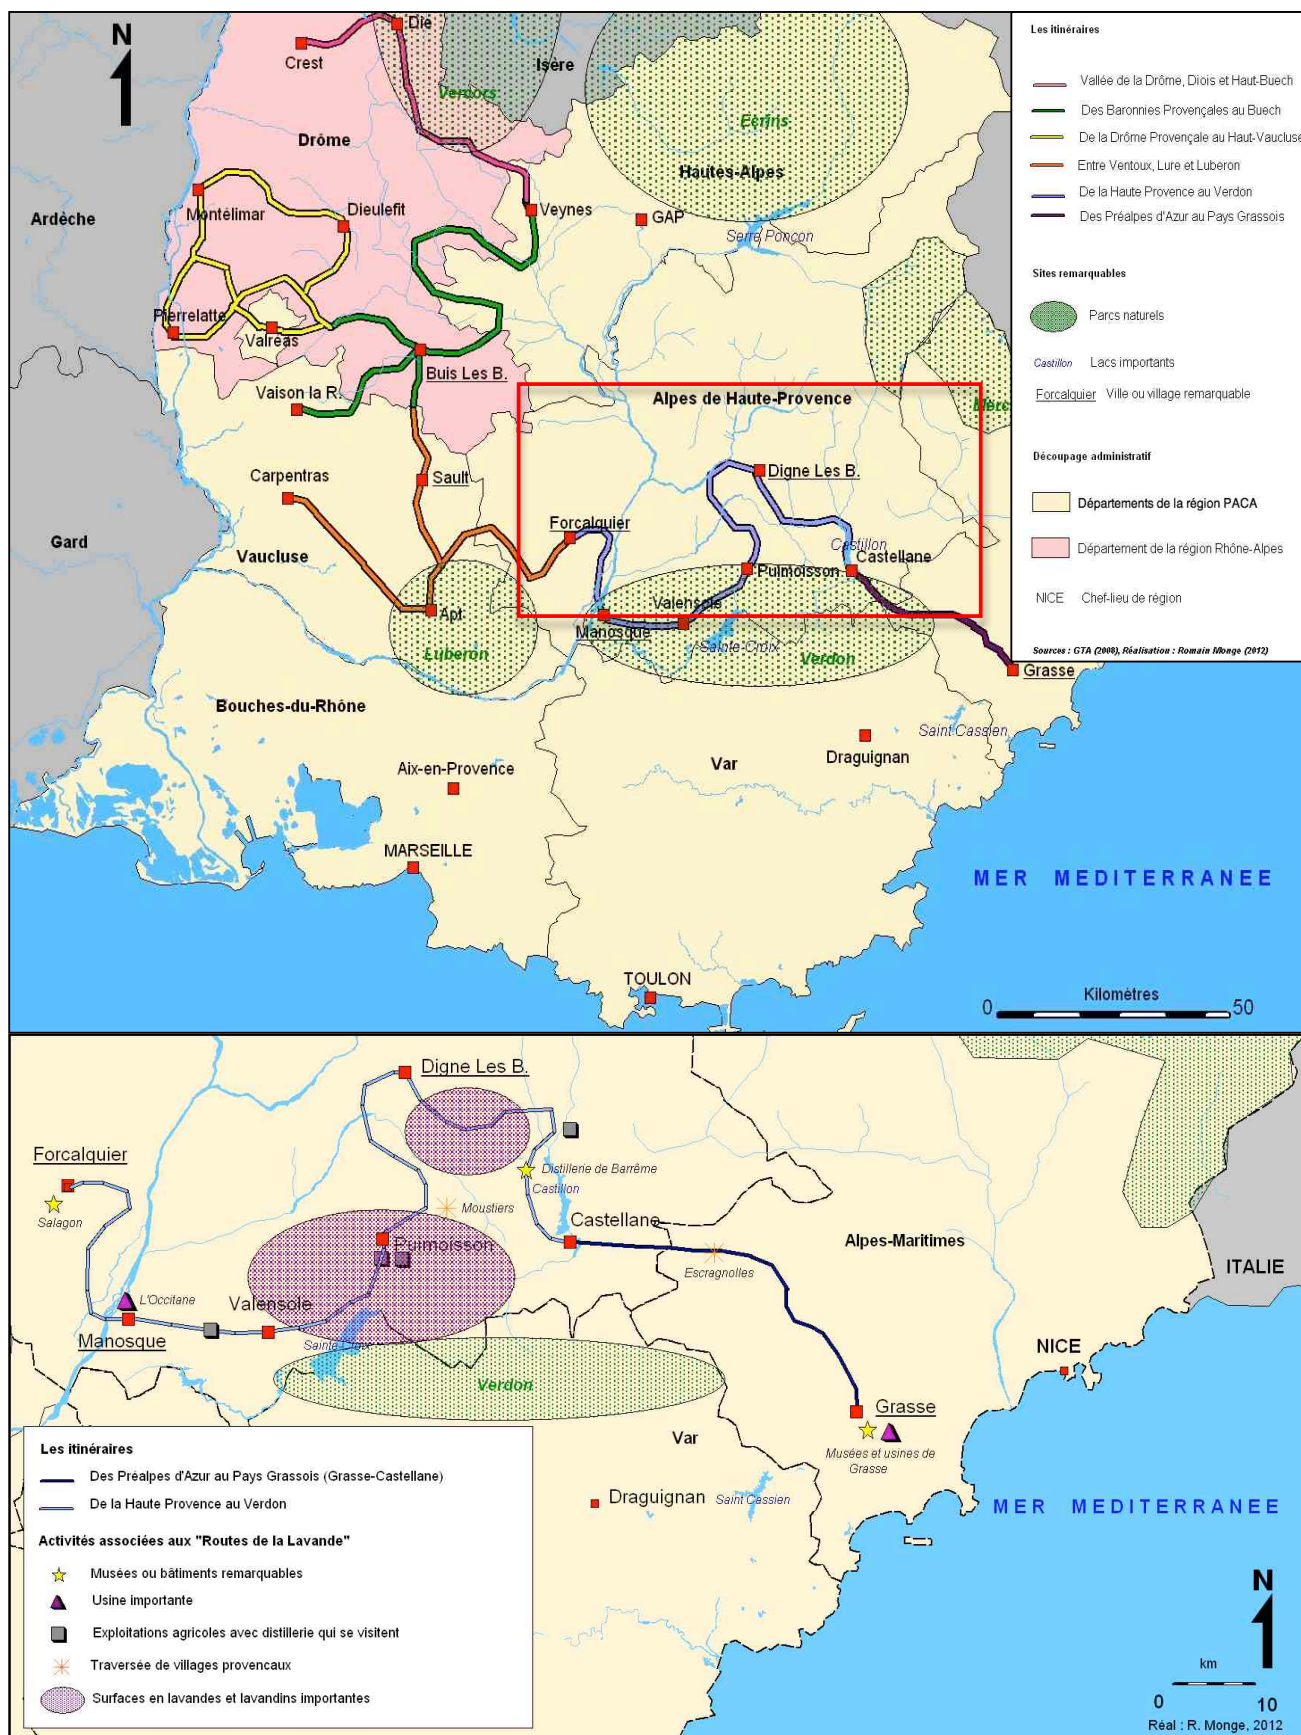 N
Die
Crest
Isère
Vercors
Ecrins
Drôme
Hautes-Alpes
Ardèche
Montélimar
Dieulefit
Veynes
GAP
Serre Ponçon
Pierrelatte
Valréas
Buis Les B.
Vaison la R.
Alpes de Haute-Provence
Merc
Carpentras
Sault
Digne Les B.
Gard
Vaucluse
Forcalquier
Castillon
Castellane
Puimoisson
Apt
Valensole
Manosque
Luberon
Sainte-Croix
Verdon
Grasse
Bouches-du-Rhône
Saint Cassien
Draguignan
Var
Aix-en-Provence
MARSEILLE
MER MEDITERRANEE
TOULON
Kilomètres
0 50
Les itinéraires
Vallée de la Drôme, Diois et Haut-Buech
Des Baronnies Provençales au Buech
De la Drôme Provençale au Haut-Vaucluse
Entre Ventoux, Lure et Luberon
De la Haute Provence au Verdon
Des Préalpes d'Azur au Pays Grassois
Sites remarquables
Parcs naturels
Castillon Lacs importants
Forcalquier Ville ou village remarquable
Découpage administratif
Départements de la région PACA
Département de la région Rhône-Alpes
NICE Chef-lieu de région
Sources : GTA (2008), Réalisation : Romain Monge (2012)
Digne Les B.
Forcalquier
Salagon
Distillerie de Barrême
Castillon
Moustiers
Castellane
Puimoisson
Alpes-Maritimes
Escragnolles
ITALIE
L'Occitane
Valensole
Manosque
Sainte-Croix
NICE
Verdon
Grasse
Musées et usines de
Grasse
Var
Draguignan
Saint Cassien
MER MEDITERRANEE
Les itinéraires
Des Préalpes d'Azur au Pays Grassois (Grasse-Castellane)
De la Haute Provence au Verdon
Activités associées aux "Routes de la Lavande"
Musées ou bâtiments remarquables
Usine importante
Exploitations agricoles avec distillerie qui se visitent
Traversée de villages provencaux
Surfaces en lavandes et lavandins importantes
N
km
0 10
Réal : R. Monge, 2012